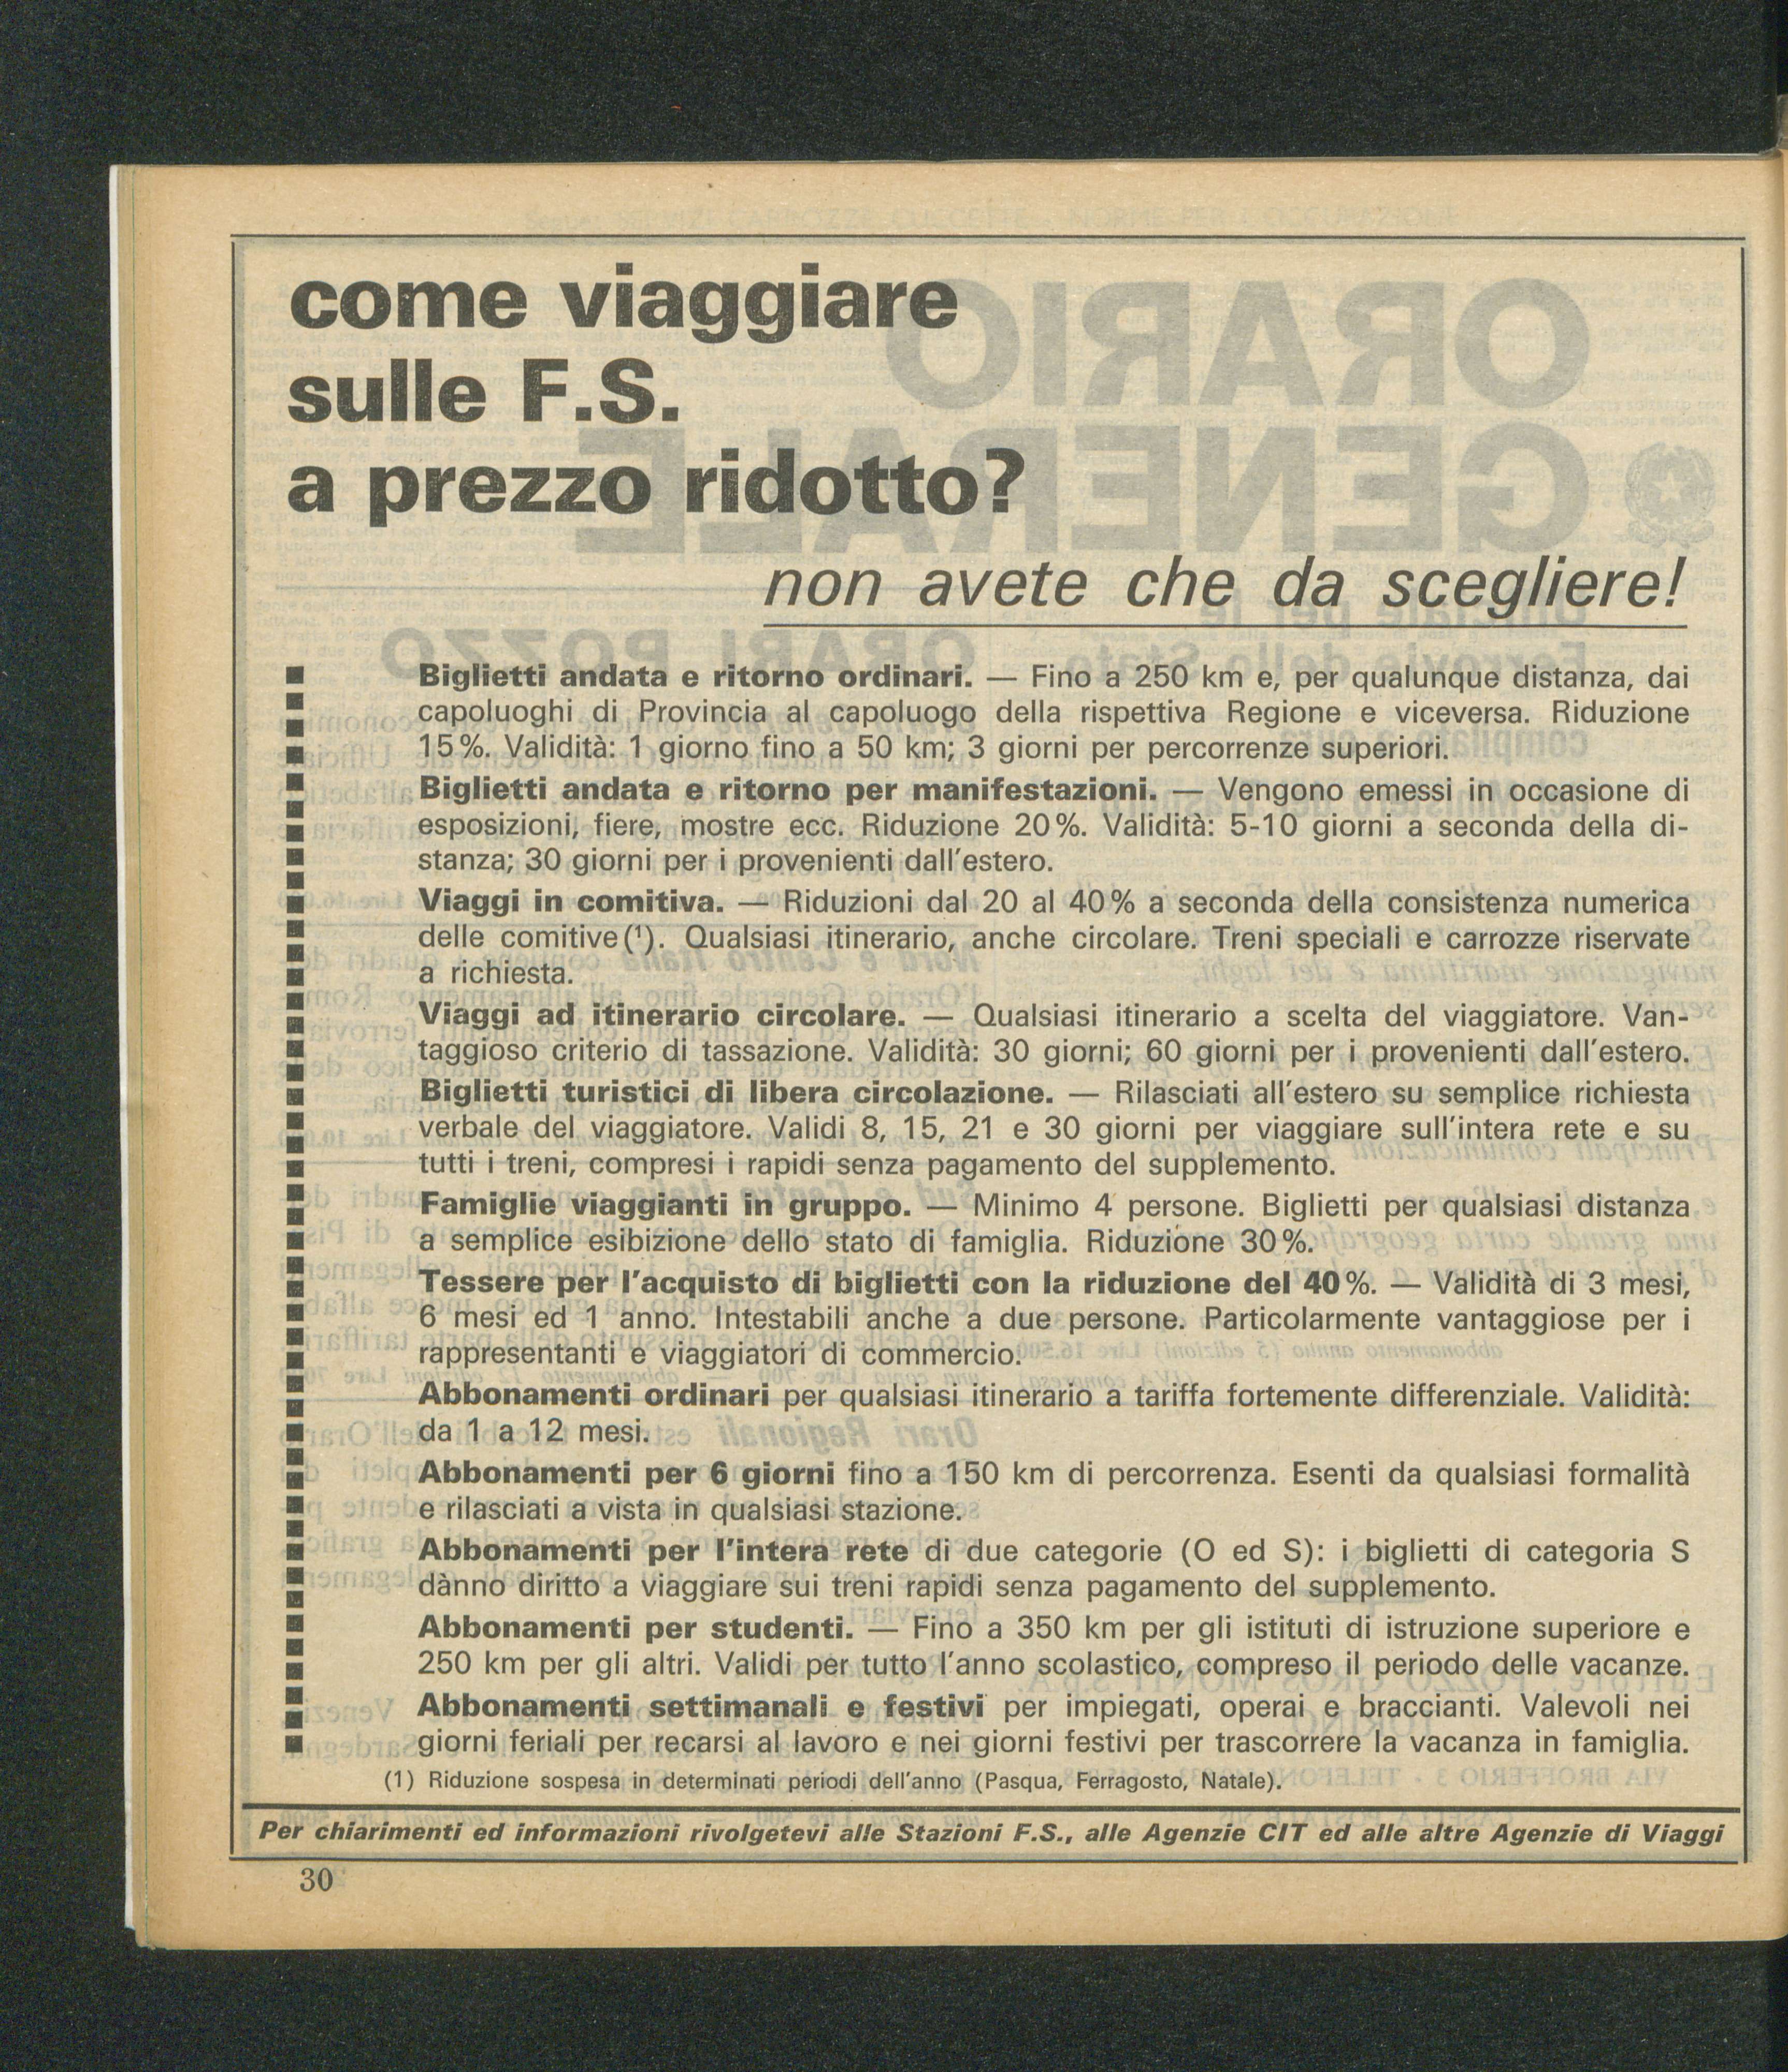 come viaggiare
sulle F.S.
a prezzo ridotto?
non avete che da scegliere!
Biglietti andata e ritorno ordinari. — Fino a 250 km e, per qualunque distanza, dai
capoluoghi di Provincia al capoluogo della rispettiva Regione e viceversa. Riduzione
15%. Validità: 1 giorno fino a 50 km; 3 giorni per percorrenze superiori.
Biglietti andata e ritorno per manifestazioni. — Vengono emessi in occasione di
esposizioni, fiere, mostre ecc. Riduzione 20%. Validità: 5-10 giorni a seconda della di-
stanza; 30 giorni per i provenienti dall'estero.
Viaggi in comitiva. — Riduzioni dal 20 al 40% a seconda della consistenza numerica
delle comitive(¹). Qualsiasi itinerario, anche circolare. Treni speciali e carrozze riservate
a richiesta.
Viaggi ad itinerario circolare. — Qualsiasi itinerario a scelta del viaggiatore. Van-
taggioso criterio di tassazione. Validità: 30 giorni; 60 giorni per i provenienti dall'estero.
Biglietti turistici di libera circolazione. — Rilasciati all'estero su semplice richiesta
verbale del viaggiatore. Validi 8, 15, 21 e 30 giorni per viaggiare sull'intera rete e su
tutti i treni, compresi i rapidi senza pagamento del supplemento.
Famiglie viaggianti in gruppo. — Minimo 4 persone. Biglietti per qualsiasi distanza
a semplice esibizione dello stato di famiglia. Riduzione 30%.
Tessere per l'acquisto di biglietti con la riduzione del 40%. — Validità di 3 mesi,
6 mesi ed 1 anno. Intestabili anche a due persone. Particolarmente vantaggiose per i
rappresentanti e viaggiatori di commercio.
Abbonamenti ordinari per qualsiasi itinerario a tariffa fortemente differenziale. Validità:
da 1 a 12 mesi.
Abbonamenti per 6 giorni fino a 150 km di percorrenza. Esenti da qualsiasi formalità
e rilasciati a vista in qualsiasi stazione.
Abbonamenti per l'intera rete di due categorie (O ed S): i biglietti di categoria S
dànno diritto a viaggiare sui treni rapidi senza pagamento del supplemento.
Abbonamenti per studenti. — Fino a 350 km per gli istituti di istruzione superiore e
250 km per gli altri. Validi per tutto l'anno scolastico, compreso il periodo delle vacanze.
Abbonamenti settimanali e festivi per impiegati, operai e braccianti. Valevoli nei
giorni feriali per recarsi al lavoro e nei giorni festivi per trascorrere la vacanza in famiglia.
(1) Riduzione sospesa in determinati periodi dell'anno (Pasqua, Ferragosto, Natale).
Per chiarimenti ed informazioni rivolgetevi alle Stazioni F.S., alle Agenzie CIT ed alle altre Agenzie di Viaggi
30